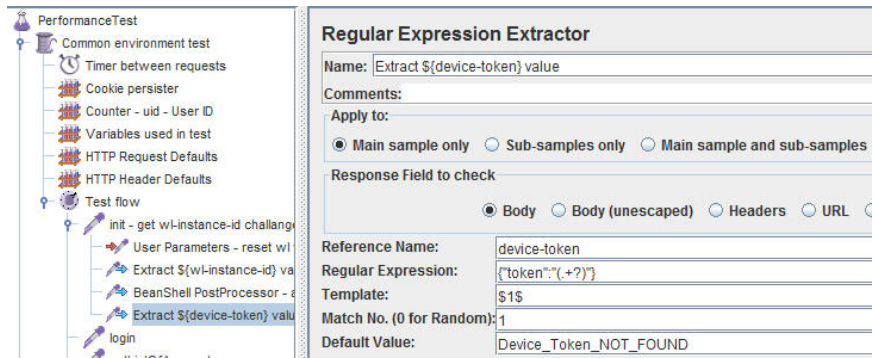 PerformanceTest
Common environment test
Timer between requests
Cookie persister
Counter - uid - User ID
Variables used in test
HTTP Request Defaults
HTTP Header Defaults
Test flow
init - get wl-instance-id challange
User Parameters - reset wl
Extract ${wl-instance-id} va
BeanShell PostProcessor - a
Extract ${device-token} valu
login
Regular Expression Extractor
Name: Extract ${device-token} value
Comments:
Apply to:
Main sample only Sub-samples only Main sample and sub-samples
Response Field to check
Body Body (unescaped) Headers URL
Reference Name: device-token
Regular Expression: {"token":"(.+?)"}
Template: $1$
Match No. (0 for Random): 1
Default Value: Device_Token_NOT_FOUND